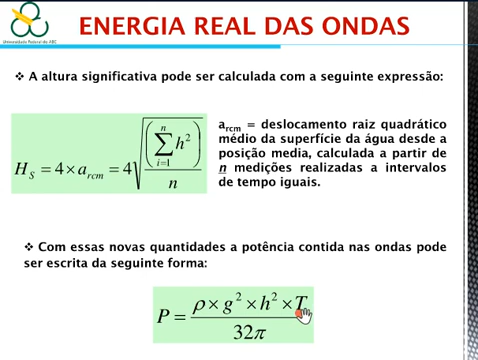 ENERGIA REAL DAS ONDAS
Universidade Federal do ABC
❖ A altura significativa pode ser calculada com a seguinte expressão:
H_S = 4 × a_rcm = 4 √( ( ∑_{i=1}^{n} h² ) / n )
a_rcm = deslocamento raiz quadrático
médio da superfície da água desde a
posição media, calculada a partir de
n medições realizadas a intervalos
de tempo iguais.
❖ Com essas novas quantidades a potência contida nas ondas pode
ser escrita da seguinte forma:
P = (ρ × g² × h² × T) / 32π